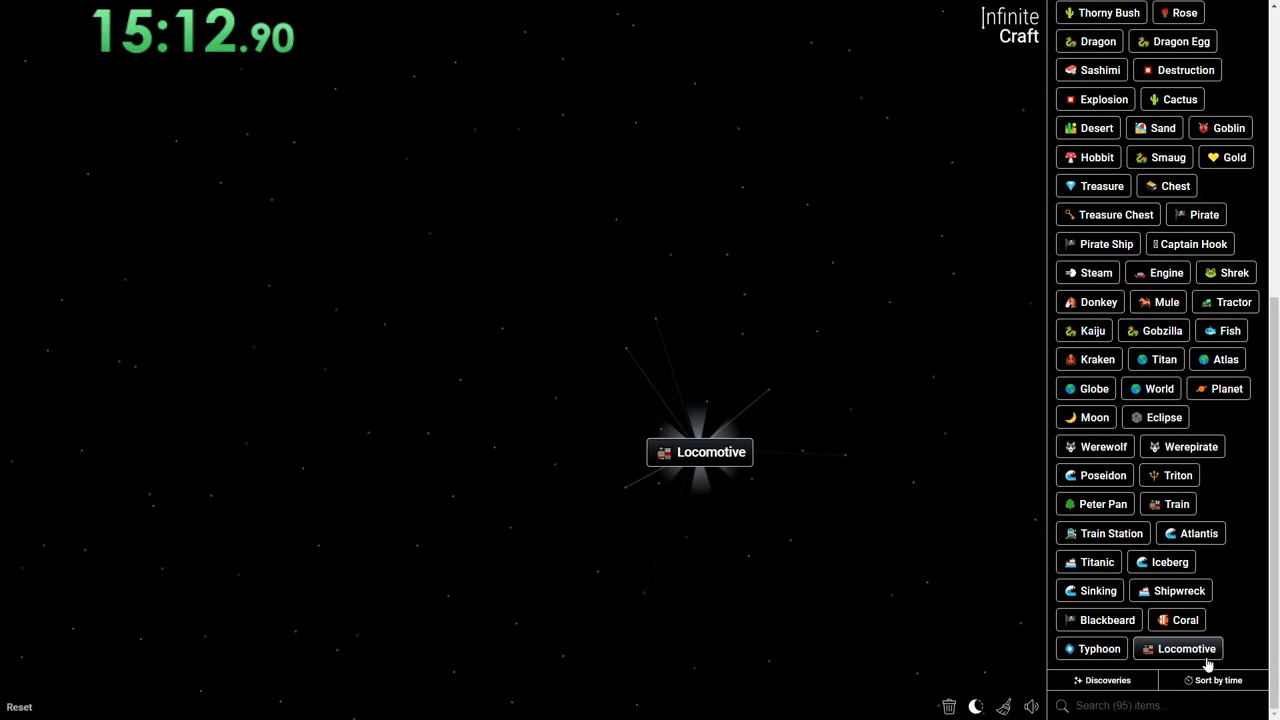 15:12.90
Infinite
Craft
Thorny Bush Rose
Dragon Dragon Egg
Sashimi Destruction
Explosion Cactus
Desert Sand Goblin
Hobbit Smaug Gold
Treasure Chest
Treasure Chest Pirate
Pirate Ship Captain Hook
Steam Engine Shrek
Donkey Mule Tractor
Kaiju Gobzilla Fish
Kraken Titan Atlas
Globe World Planet
Moon Eclipse
Locomotive
Werewolf Werepirate
Poseidon Triton
Peter Pan Train
Train Station Atlantis
Titanic Iceberg
Sinking Shipwreck
Blackbeard Coral
Typhoon Locomotive
Discoveries Sort by time
Reset
Search (95) items...